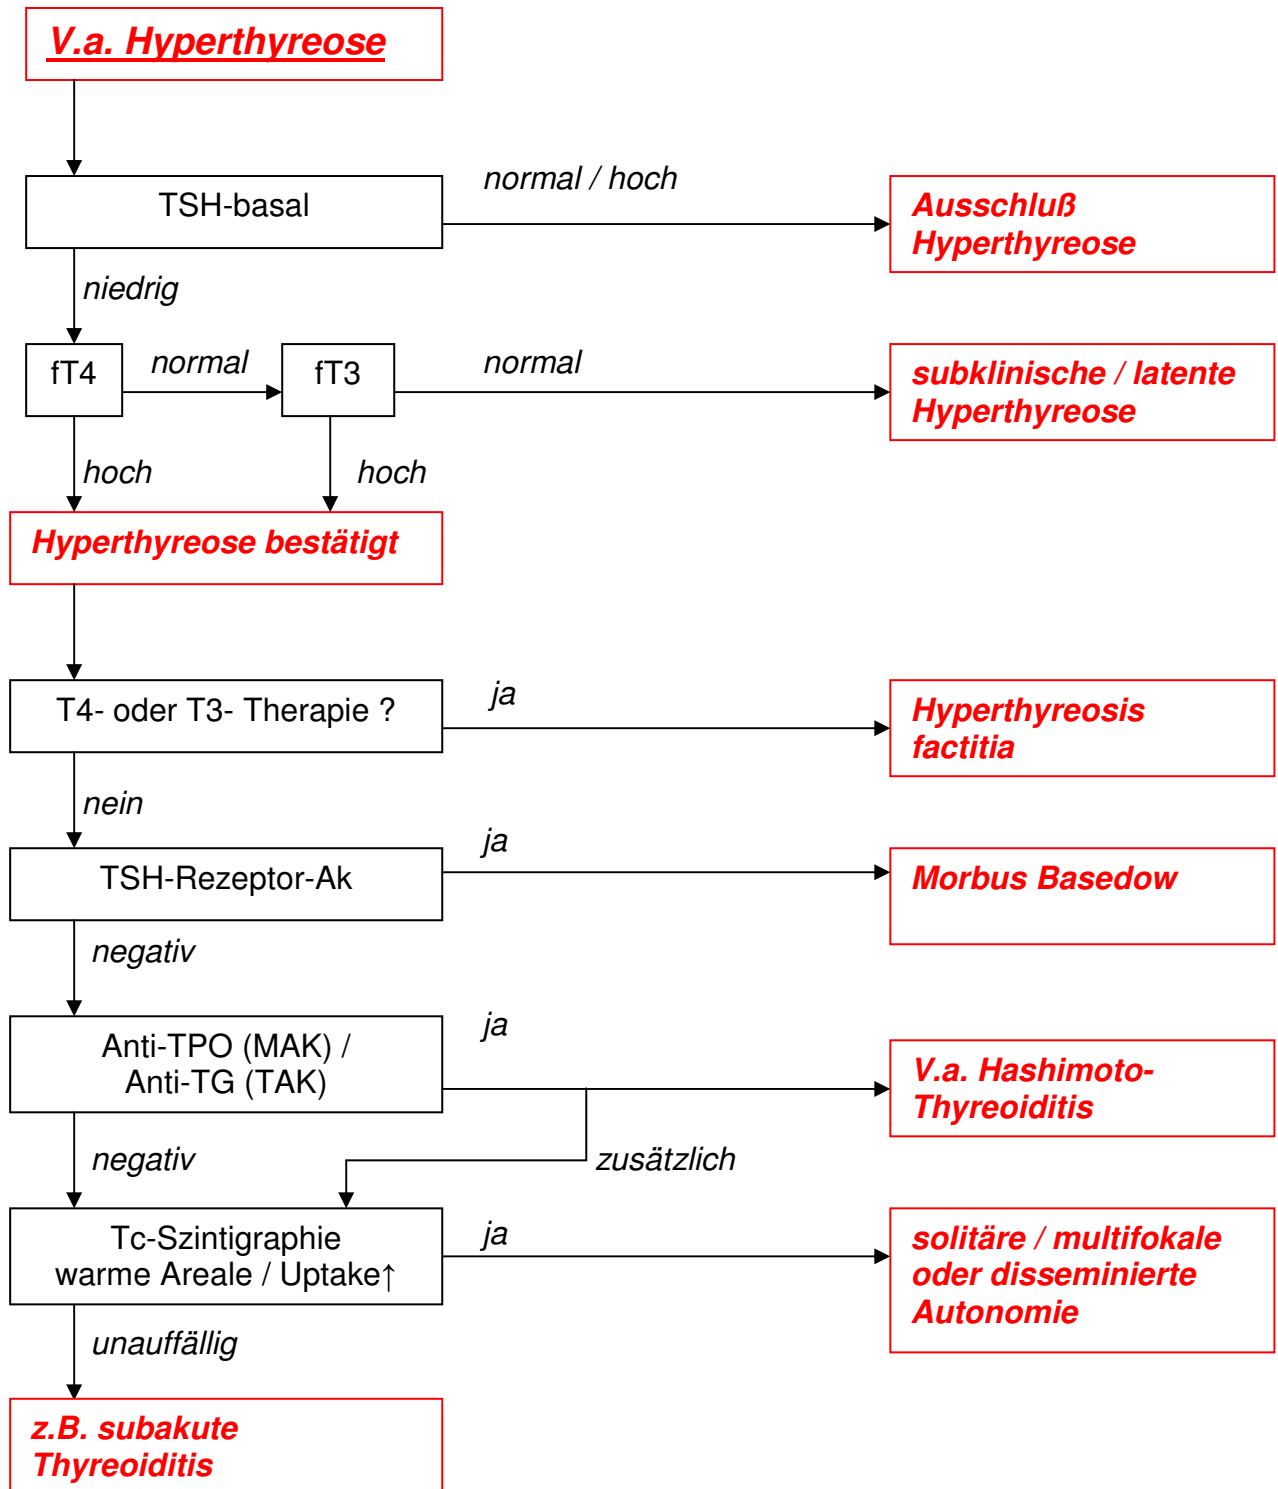 V.a. Hyperthyreose
TSH-basal
normal / hoch
Ausschluß
Hyperthyreose
niedrig
fT4
normal
fT3
normal
subklinische / latente
Hyperthyreose
hoch
hoch
Hyperthyreose bestätigt
T4- oder T3- Therapie ?
ja
Hyperthyreosis
factitia
nein
TSH-Rezeptor-Ak
ja
Morbus Basedow
negativ
Anti-TPO (MAK) /
Anti-TG (TAK)
ja
V.a. Hashimoto-
Thyreoiditis
negativ
zusätzlich
Tc-Szintigraphie
warme Areale / Uptake↑
ja
solitäre / multifokale
oder disseminierte
Autonomie
unauffällig
z.B. subakute
Thyreoiditis